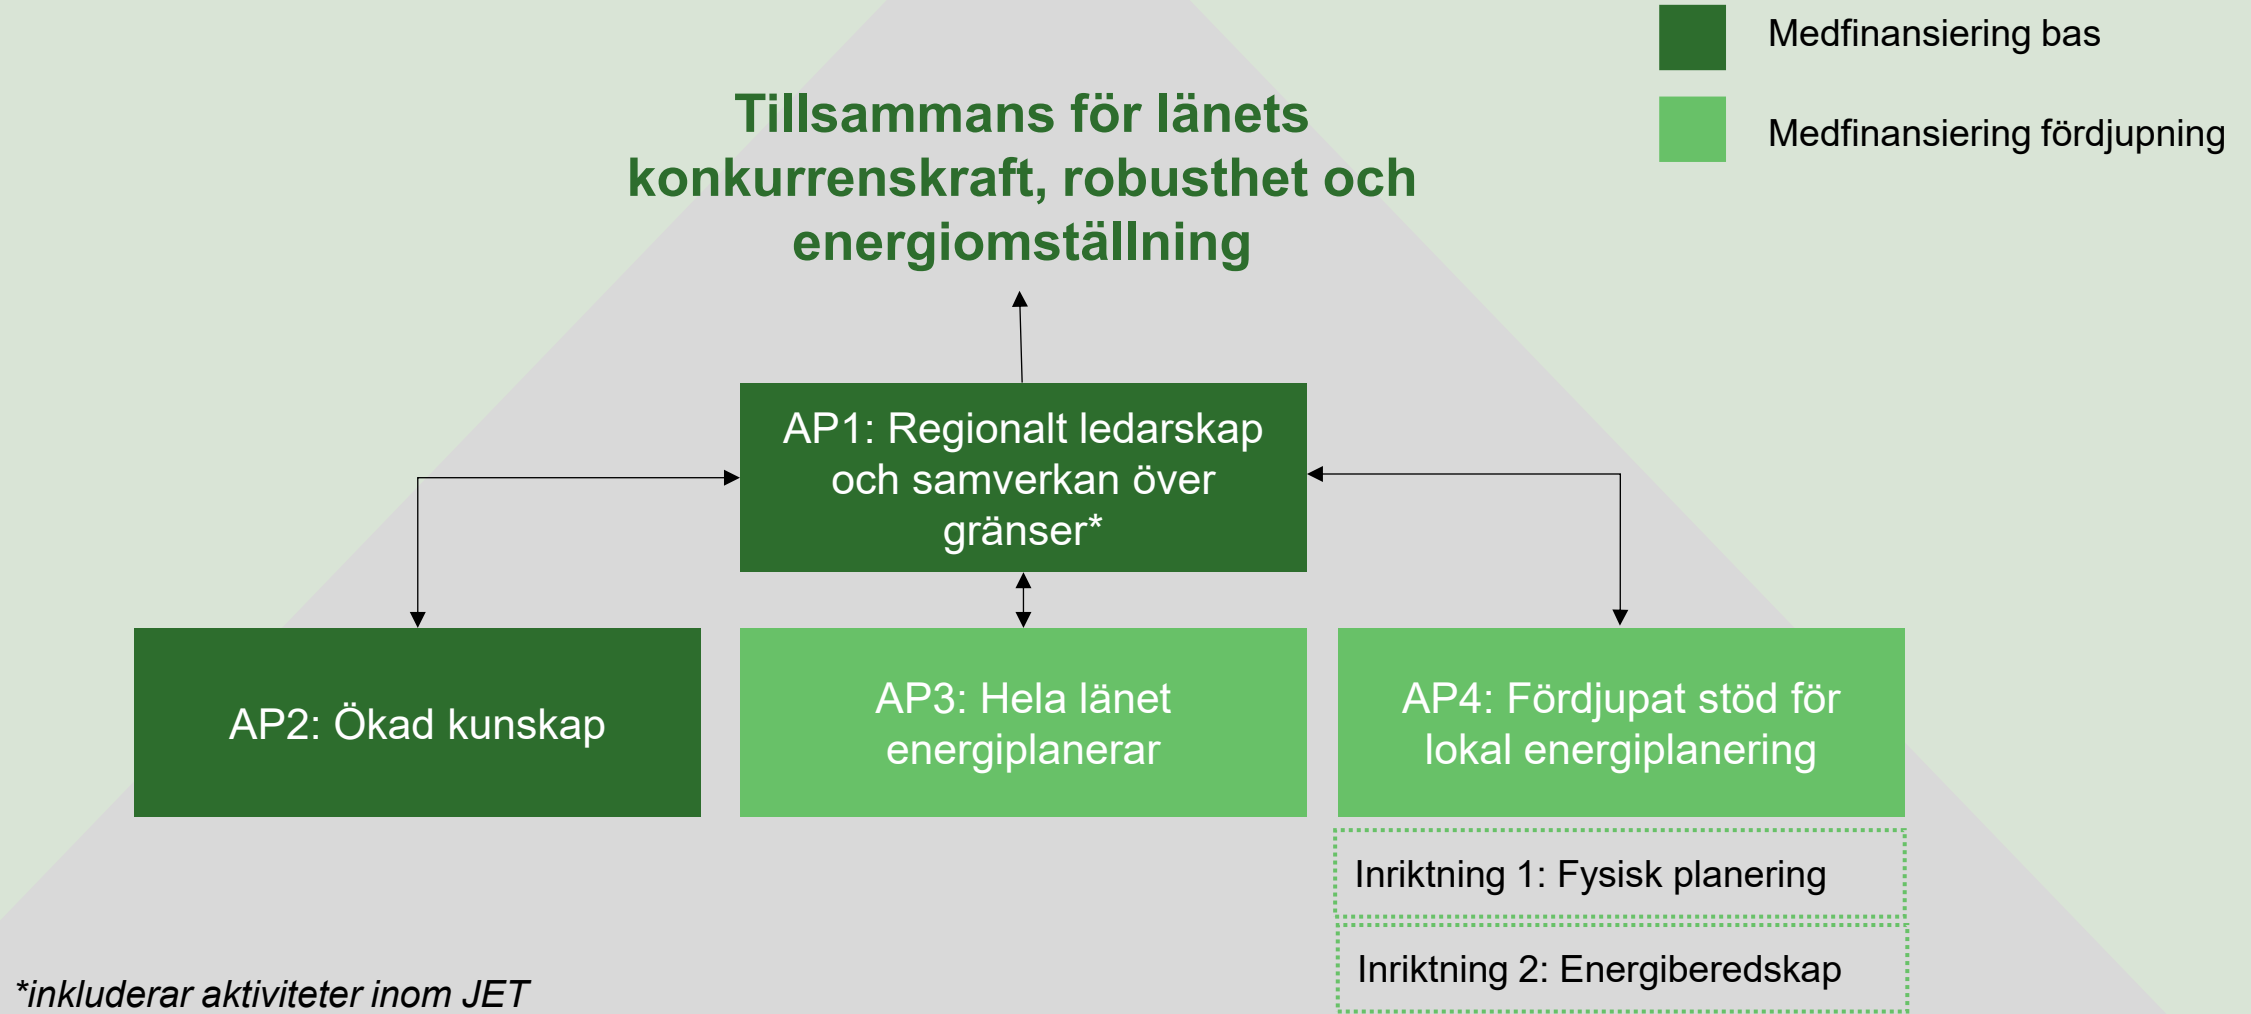 Medfinansiering bas
Medfinansiering fördjupning
Tillsammans för länets
konkurrenskraft, robusthet och
energiomställning
AP1: Regionalt ledarskap
och samverkan över
gränser*
AP2: Ökad kunskap
AP3: Hela länet
energiplanerar
AP4: Fördjupat stöd för
lokal energiplanering
Inriktning 1: Fysisk planering
Inriktning 2: Energiberedskap
*inkluderar aktiviteter inom JET